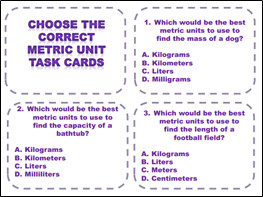 CHOOSE THE
CORRECT
METRIC UNIT
TASK CARDS
1. Which would be the best
metric units to use to
find the mass of a dog?
A. Kilograms
B. Kilometers
C. Liters
D. Milligrams
2. Which would be the best
metric units to use to
find the capacity of a
bathtub?
A. Kilograms
B. Kilometers
C. Liters
D. Milliliters
3. Which would be the best
metric units to use to
find the length of a
football field?
A. Kilograms
B. Liters
C. Meters
D. Centimeters